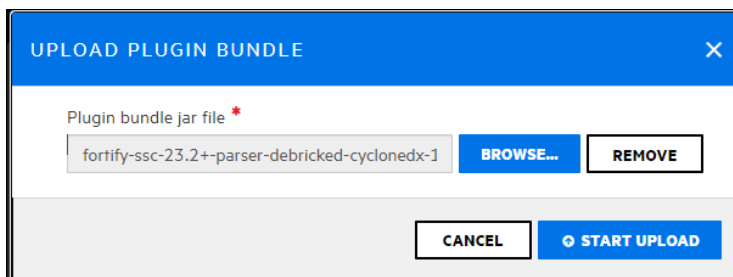 UPLOAD PLUGIN BUNDLE
Plugin bundle jar file *
fortify-ssc-23.2+-parser-debricked-cyclonedx-1
BROWSE...
REMOVE
CANCEL
START UPLOAD